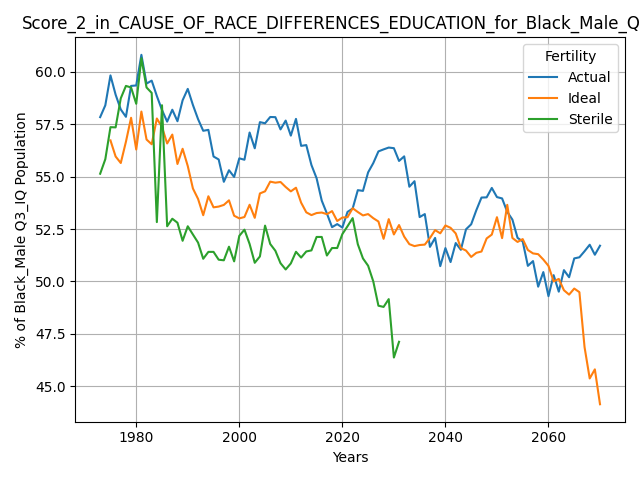 Score_2_in_CAUSE_OF_RACE_DIFFERENCES_EDUCATION_for_Black_Male_Q
Fertility
Actual
Ideal
Sterile
% of Black_Male Q3_IQ Population
60.0
57.5
55.0
52.5
50.0
47.5
45.0
1980
2000
2020
2040
2060
Years